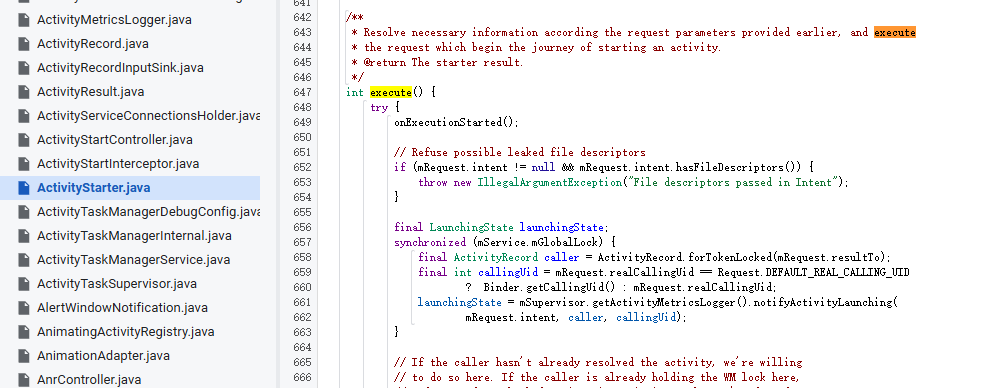 ActivityMetricsLogger.java
ActivityRecord.java
ActivityRecordInputSink.java
ActivityResult.java
ActivityServiceConnectionsHolder.java
ActivityStartController.java
ActivityStartInterceptor.java
ActivityStarter.java
ActivityTaskManagerDebugConfig.java
ActivityTaskManagerInternal.java
ActivityTaskManagerService.java
ActivityTaskSupervisor.java
AlertWindowNotification.java
AnimatingActivityRegistry.java
AnimationAdapter.java
AnrController.java
641
642 /**
643 * Resolve necessary information according the request parameters provided earlier, and execute
644 * the request which begin the journey of starting an activity.
645 * @return The starter result.
646 */
647 int execute() {
648 try {
649 onExecutionStarted();
650
651 // Refuse possible leaked file descriptors
652 if (mRequest.intent != null && mRequest.intent.hasFileDescriptors()) {
653 throw new IllegalArgumentException("File descriptors passed in Intent");
654 }
655
656 final LaunchingState launchingState;
657 synchronized (mService.mGlobalLock) {
658 final ActivityRecord caller = ActivityRecord.forTokenLocked(mRequest.resultTo);
659 final int callingUid = mRequest.realCallingUid == Request.DEFAULT_REAL_CALLING_UID
660 ? Binder.getCallingUid() : mRequest.realCallingUid;
661 launchingState = mSupervisor.getActivityMetricsLogger().notifyActivityLaunching(
662 mRequest.intent, caller, callingUid);
663 }
664
665 // If the caller hasn't already resolved the activity, we're willing
666 // to do so here. If the caller is already holding the WM lock here,